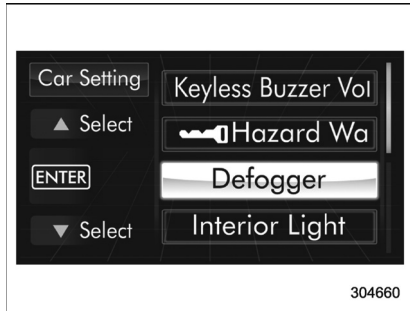 Car Setting
Keyless Buzzer Vol
▲ Select
Hazard Wa
ENTER
Defogger
▼ Select
Interior Light
304660